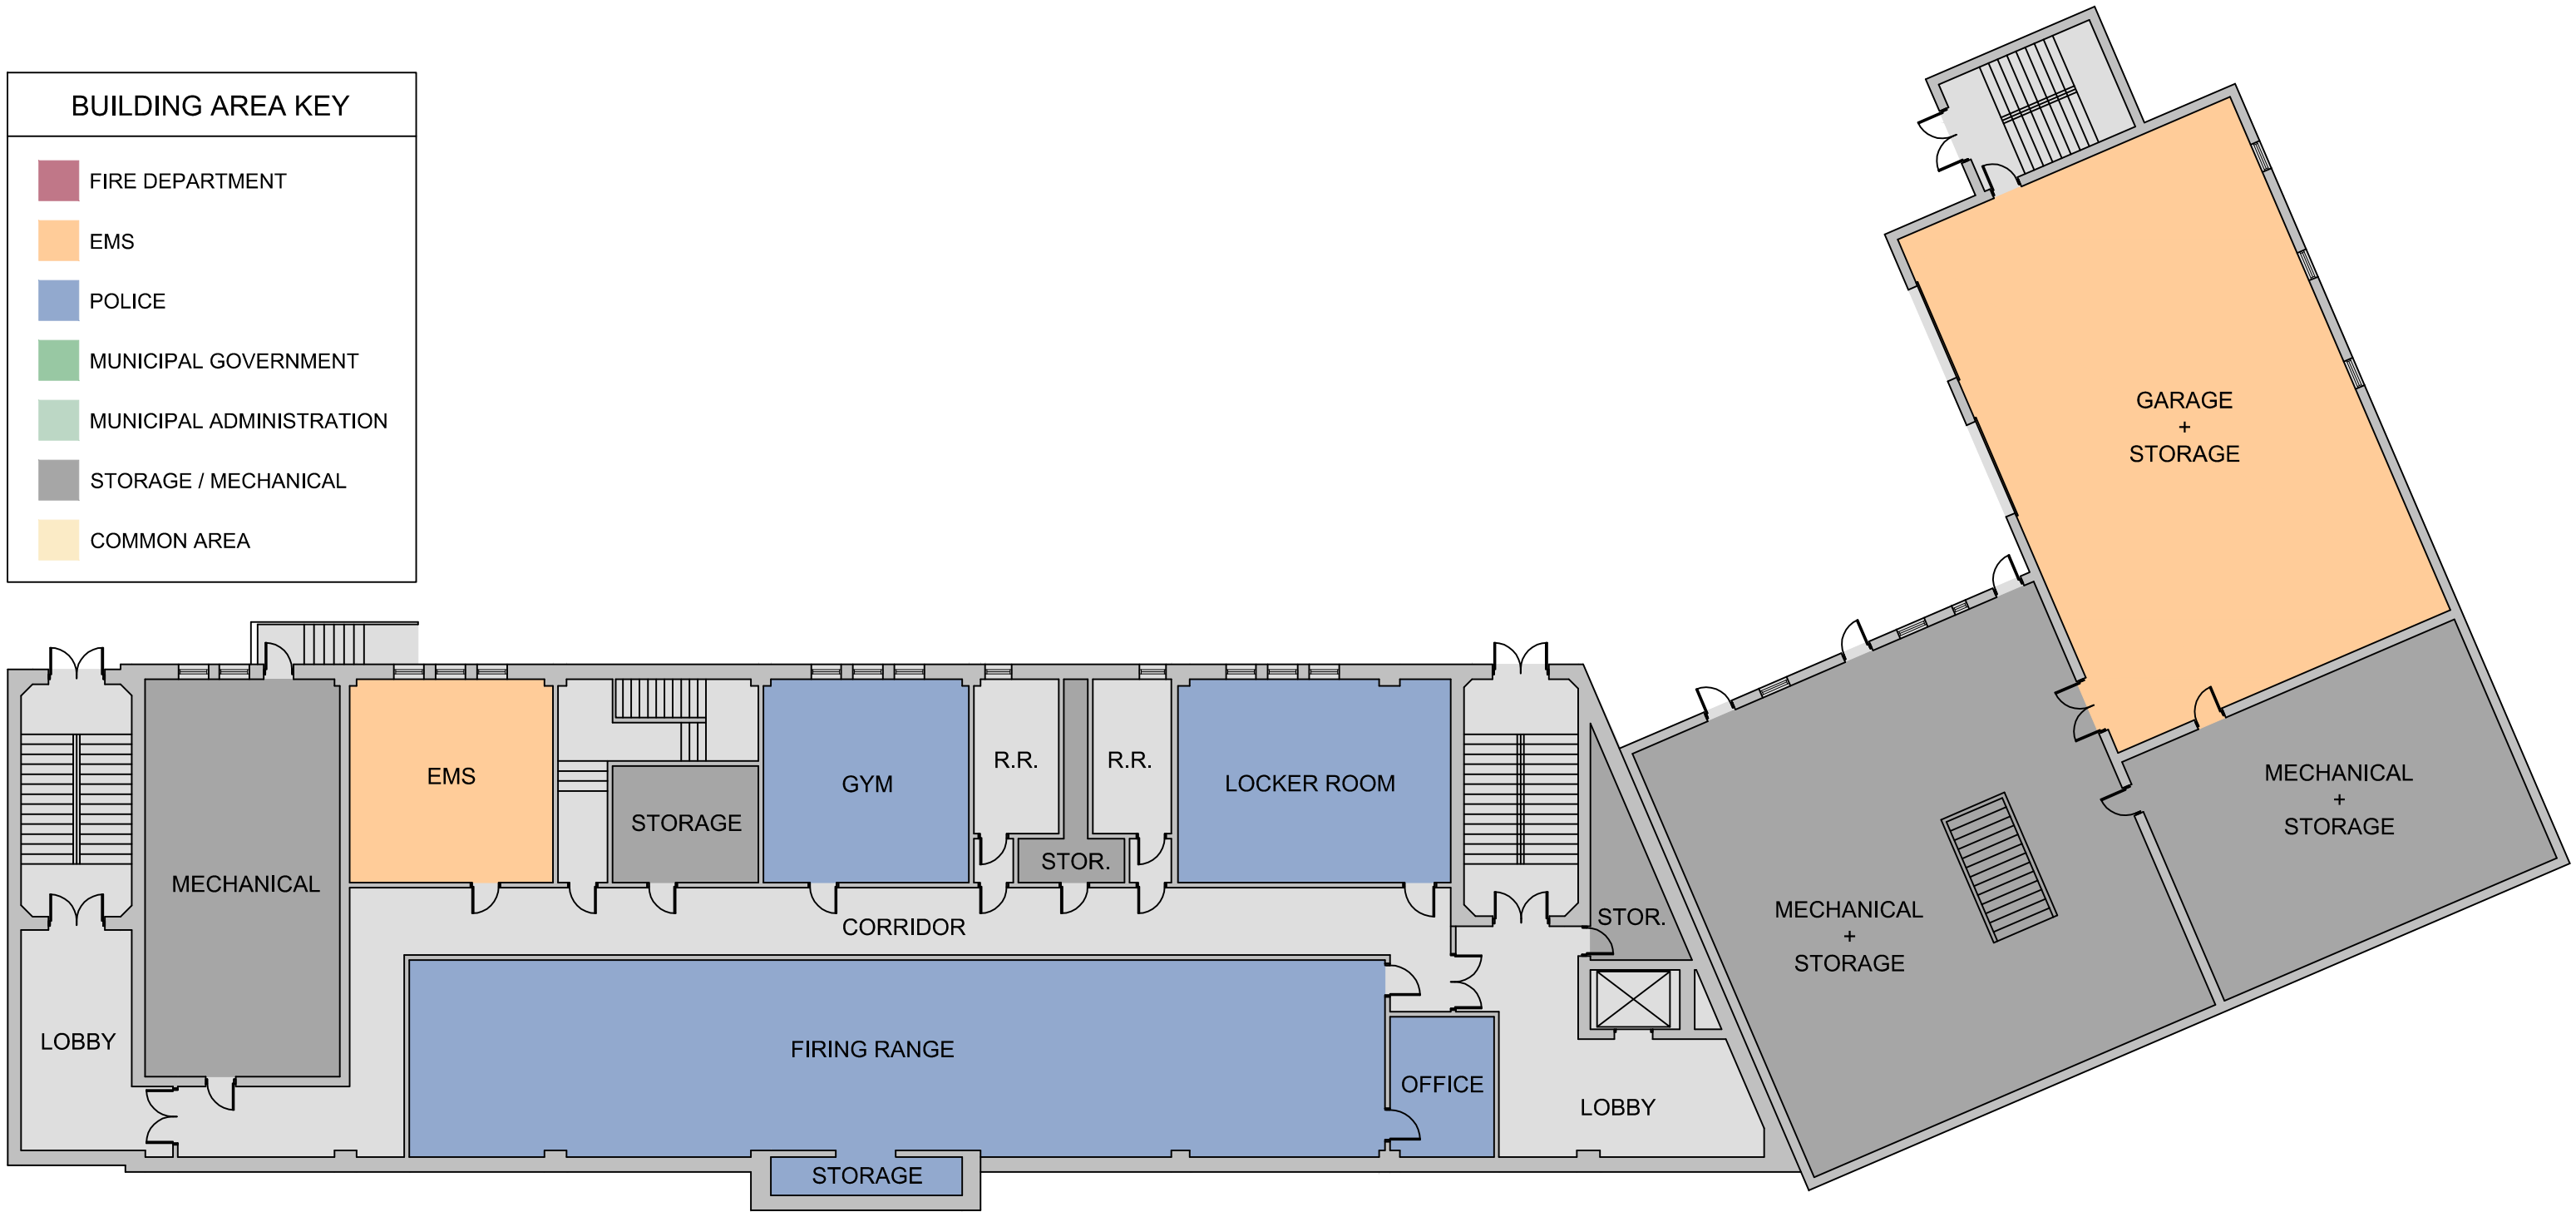 BUILDING AREA KEY
FIRE DEPARTMENT
EMS
POLICE
MUNICIPAL GOVERNMENT
MUNICIPAL ADMINISTRATION
STORAGE / MECHANICAL
COMMON AREA
GARAGE
+
STORAGE
MECHANICAL
+
STORAGE
MECHANICAL
+
STORAGE
EMS
STORAGE
GYM
R.R.
STOR.
R.R.
LOCKER ROOM
MECHANICAL
CORRIDOR
STOR.
LOBBY
FIRING RANGE
OFFICE
LOBBY
STORAGE